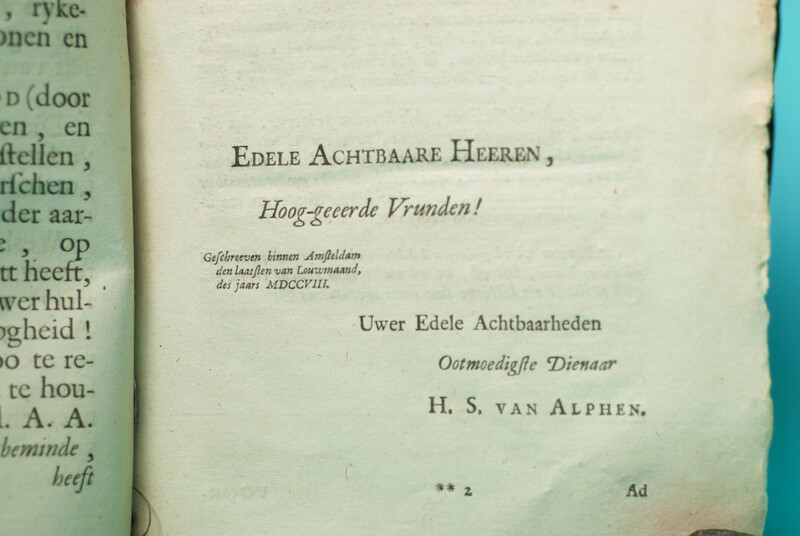 , ryke-
onen en
D (door
en, en
ſtellen,
rſchen,
der aar-
e, op
tt heeft,
wer hul-
ogheid!
oo te re-
te hou-
. A. A.
beminde,
heeft
EDELE ACHTBAARE HEEREN,
Hoog-geeerde Vrunden!
Geſchreeven binnen Amſteldam
den laatſten van Louwmaand,
des jaars MDCCVIII.
Uwer Edele Achtbaarheden
Ootmoedigſte Dienaar
H. S. VAN ALPHEN.
** 2 Ad